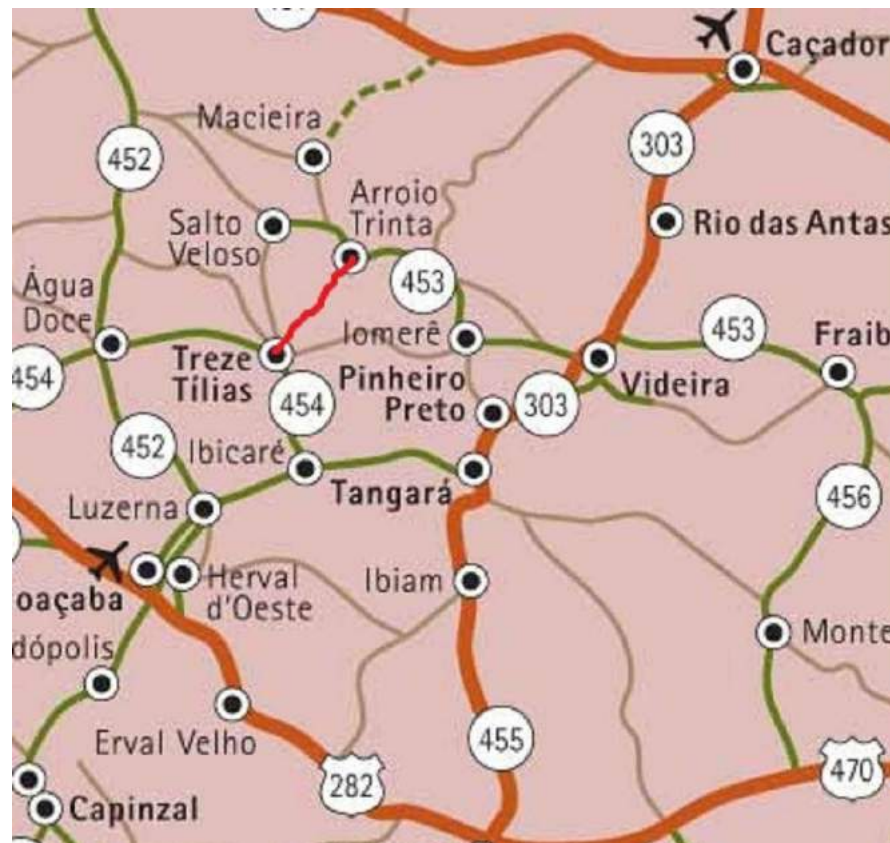 Caçador
Macieira
452
303
Arroio
Trinta
Salto
Veloso
Rio das Antas
453
Água
Doce
Iomerê
453
Fraib
454
Treze
Tílias
Pinheiro
Preto
Videira
454
303
452
Ibicaré
Tangará
456
Luzerna
oaçaba
Herval
d'Oeste
Ibiam
Monte
dópolis
Erval Velho
455
282
470
Capinzal